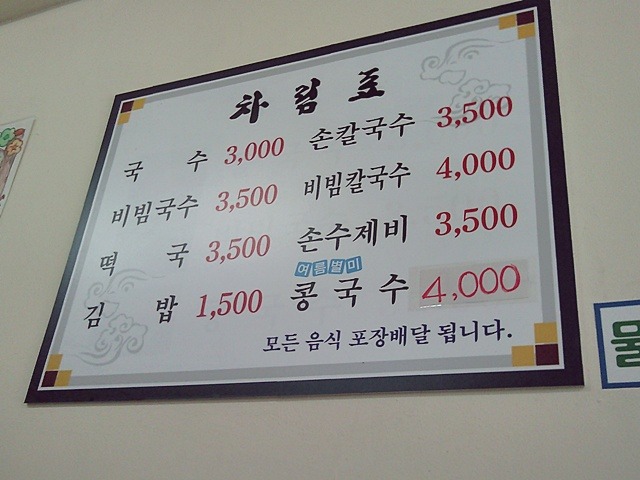 차림표
국수 3,000 손칼국수 3,500
비빔국수 3,500 비빔칼국수 4,000
떡국 3,500 손수제비 3,500
여름별미
김밥 1,500 콩국수 4,000
모든 음식 포장배달 됩니다.
물